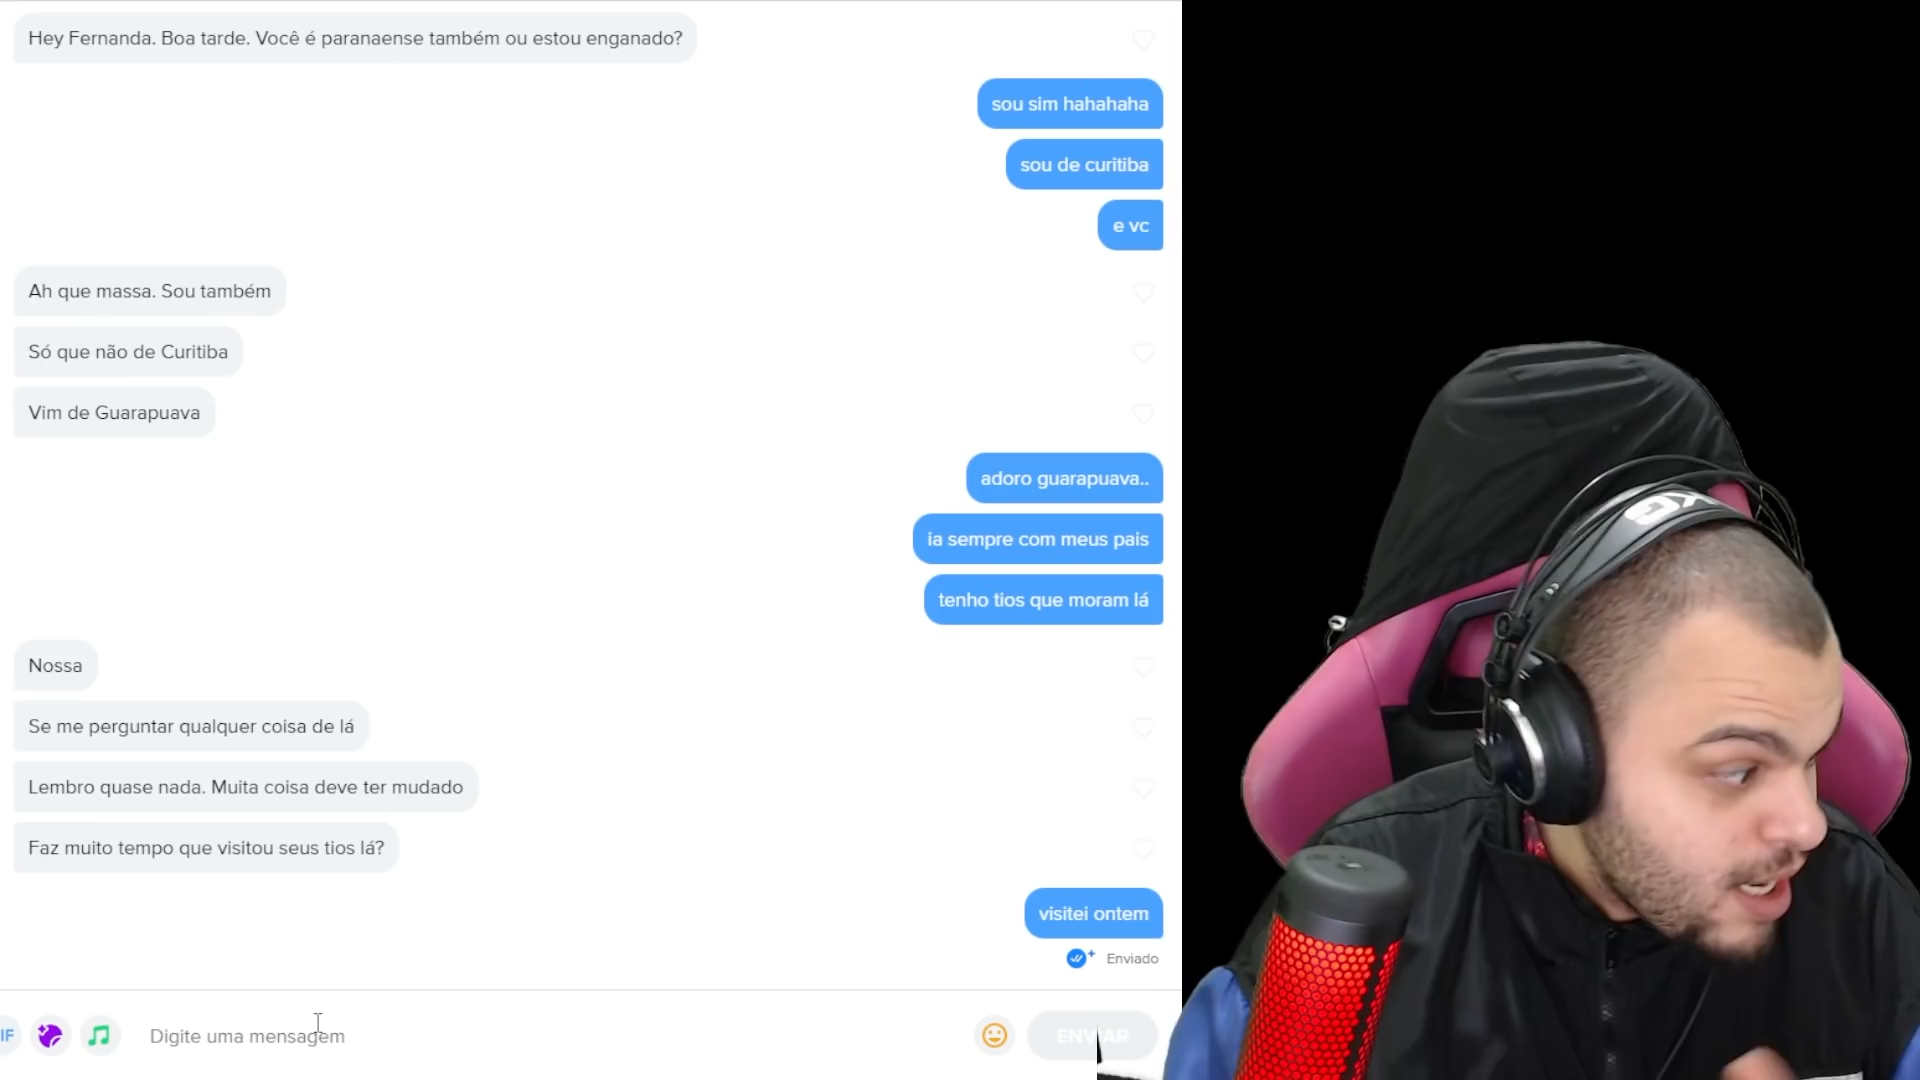 Hey Fernanda. Boa tarde. Você é paranaense também ou estou enganado?
sou sim hahahaha
sou de curitiba
e vc
Ah que massa. Sou também
Só que não de Curitiba
Vim de Guarapuava
adoro guarapuava..
ia sempre com meus pais
tenho tios que moram lá
Nossa
Se me perguntar qualquer coisa de lá
Lembro quase nada. Muita coisa deve ter mudado
Faz muito tempo que visitou seus tios lá?
visitei ontem
Enviado
IF
Digite uma mensagem
ENVIAR